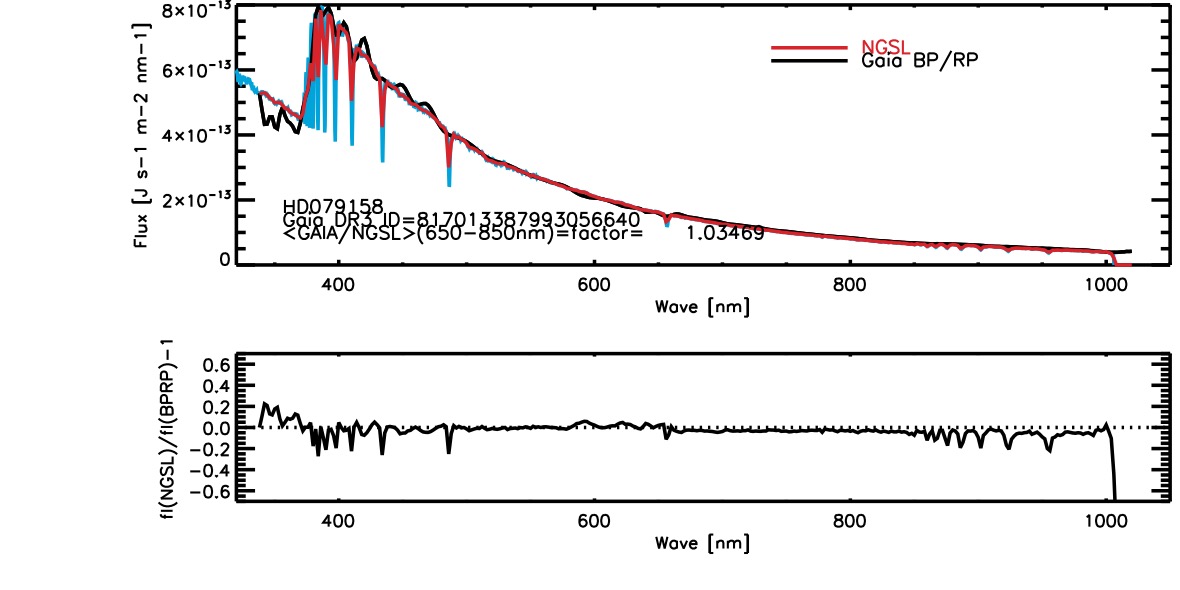 8×10⁻¹³
6×10⁻¹³
4×10⁻¹³
2×10⁻¹³
0
Flux [J s-1 m-2 nm-1]
NGSL
Gaia BP/RP
HD079158
Gaia DR3 ID=817013387993056640
<GAIA/NGSL>(650-850nm)=factor= 1.03469
400 600 800 1000
Wave [nm]
fl(NGSL)/fl(BPRP)-1
0.6
0.4
0.2
0.0
-0.2
-0.4
-0.6
400 600 800 1000
Wave [nm]